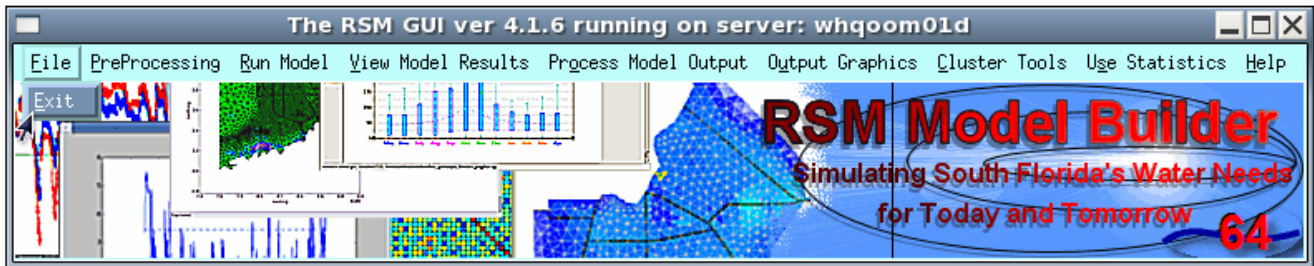 The RSM GUI ver 4.1.6 running on server: whqoom01d
File PreProcessing Run Model View Model Results Process Model Output Output Graphics Cluster Tools Use Statistics Help
Exit
RSM Model Builder
Simulating South Florida's Water Needs
for Today and Tomorrow
64